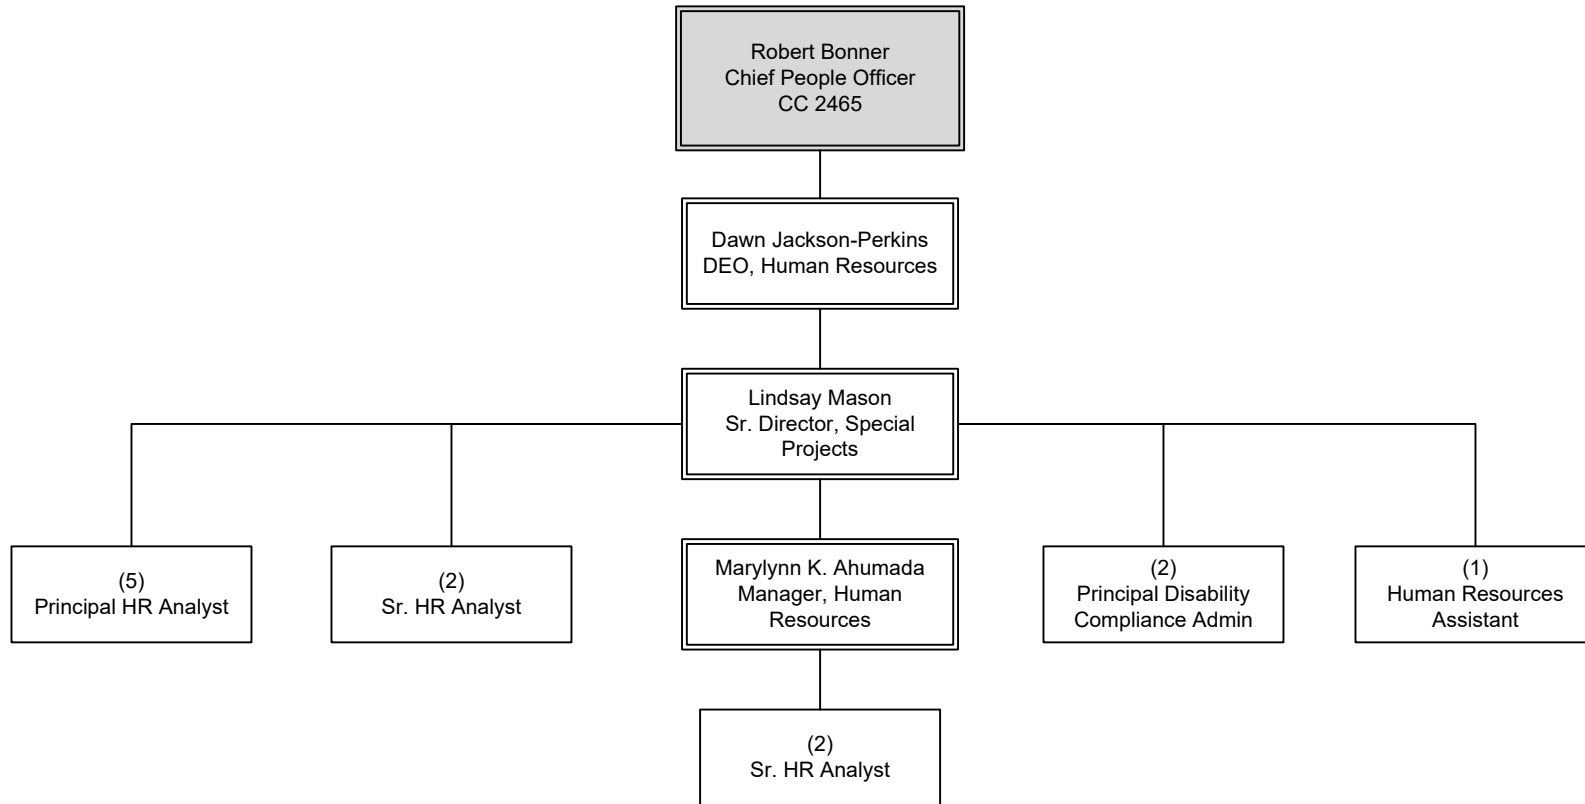 Robert Bonner
Chief People Officer
CC 2465
Dawn Jackson-Perkins
DEO, Human Resources
Lindsay Mason
Sr. Director, Special
Projects
(5)
Principal HR Analyst
(2)
Sr. HR Analyst
Marylynn K. Ahumada
Manager, Human
Resources
(2)
Principal Disability
Compliance Admin
(1)
Human Resources
Assistant
(2)
Sr. HR Analyst